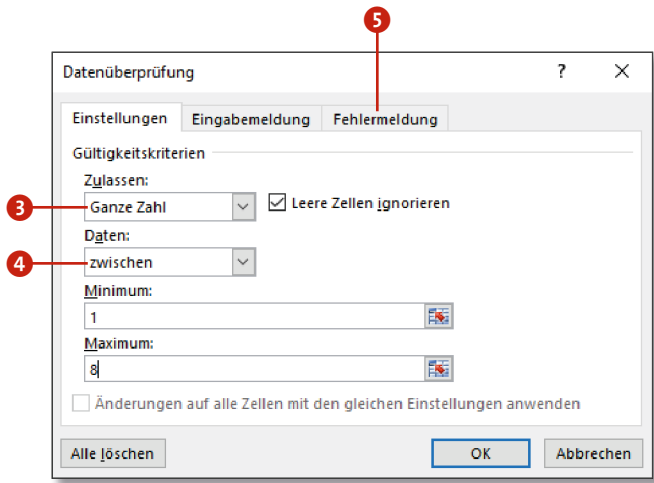 5
Datenüberprüfung ? ×
Einstellungen Eingabemeldung Fehlermeldung
Gültigkeitskriterien
Zulassen:
3 Ganze Zahl Leere Zellen ignorieren
Daten:
4 zwischen
Minimum:
1
Maximum:
8
Änderungen auf alle Zellen mit den gleichen Einstellungen anwenden
Alle löschen OK Abbrechen